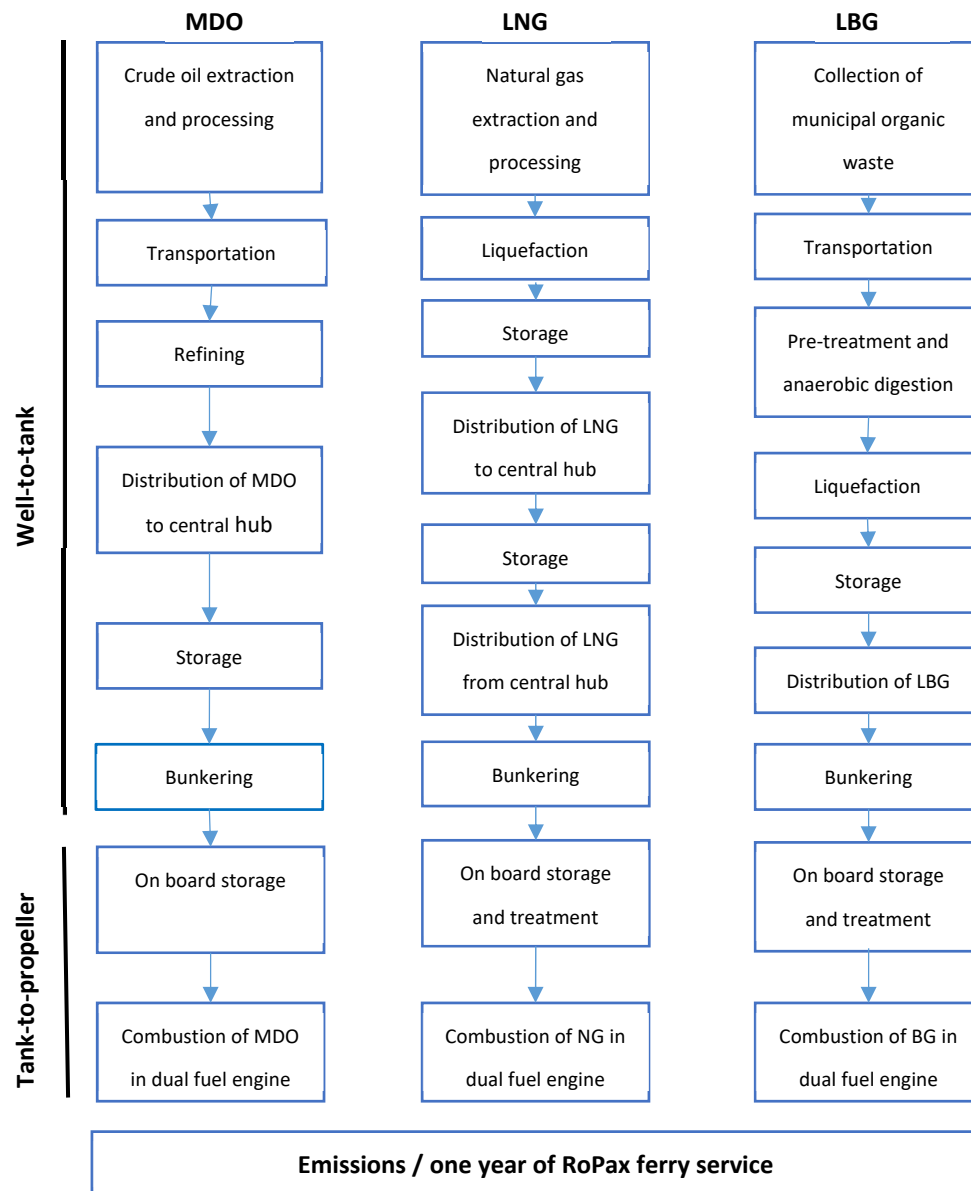 MDO
Crude oil extraction
and processing
Transportation
Refining
Distribution of MDO
to central hub
Storage
Bunkering
On board storage
Combustion of MDO
in dual fuel engine
LNG
Natural gas
extraction and
processing
Liquefaction
Storage
Distribution of LNG
to central hub
Storage
Distribution of LNG
from central hub
Bunkering
On board storage
and treatment
Combustion of NG in
dual fuel engine
LBG
Collection of
municipal organic
waste
Transportation
Pre-treatment and
anaerobic digestion
Liquefaction
Storage
Distribution of LBG
Bunkering
On board storage
and treatment
Combustion of BG in
dual fuel engine
Well-to-tank
Tank-to-propeller
Emissions / one year of RoPax ferry service